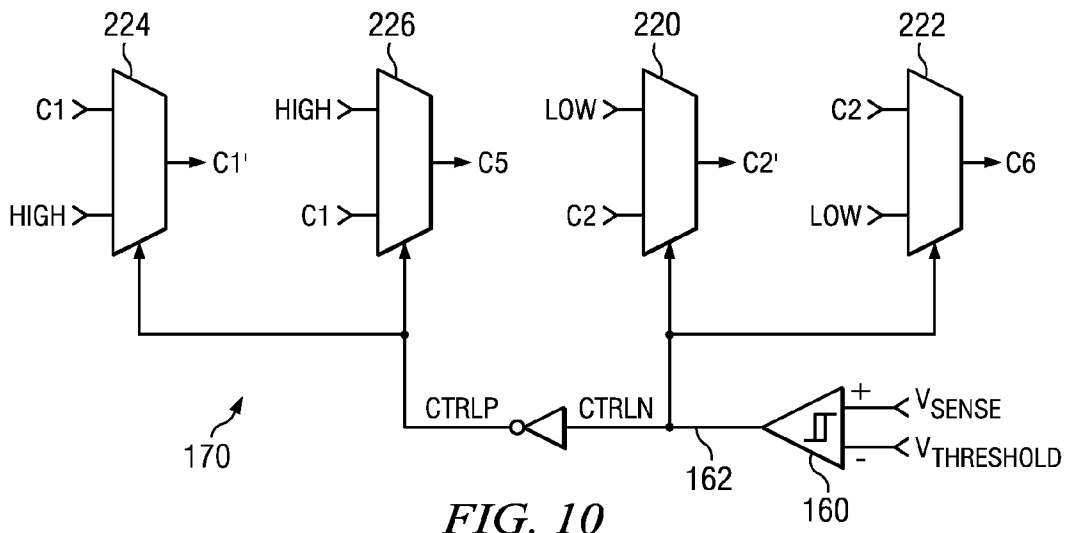 224 226 220 222
C1 HIGH LOW C2
C1' C5 C2' C6
HIGH C1 C2 LOW
CTRLP CTRLN + VSENSE
- VTHRESHOLD
170 162 160
FIG. 10